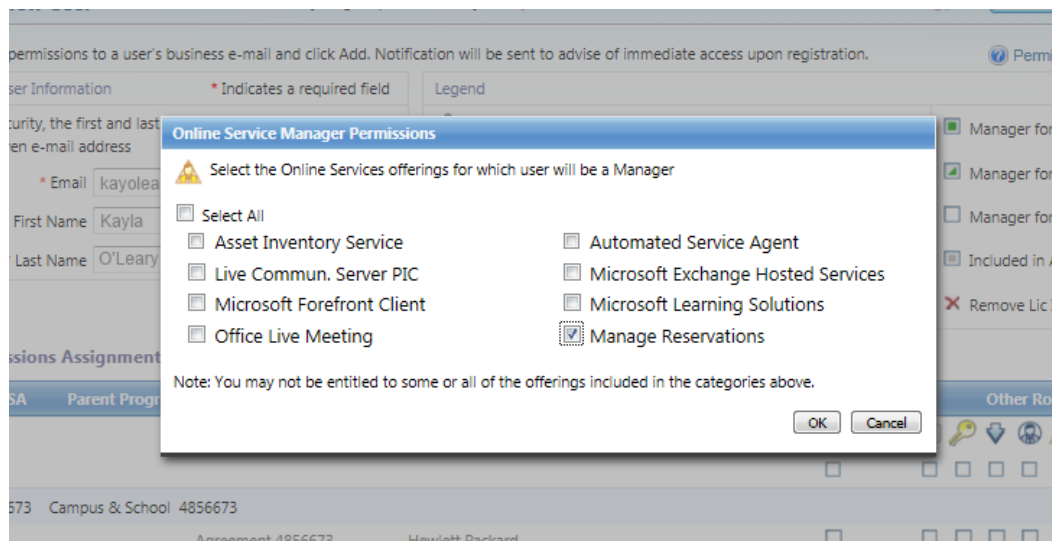 permissions to a user's business e-mail and click Add. Notification will be sent to advise of immediate access upon registration.
Permi
ser Information * Indicates a required field Legend
curity, the first and last
ven e-mail address
* Email kayolea
First Name Kayla
Last Name O'Leary
Online Service Manager Permissions
Select the Online Services offerings for which user will be a Manager
Select All
Asset Inventory Service Automated Service Agent
Live Commun. Server PIC Microsoft Exchange Hosted Services
Microsoft Forefront Client Microsoft Learning Solutions
Office Live Meeting Manage Reservations
Note: You may not be entitled to some or all of the offerings included in the categories above.
OK Cancel
Manager for
Manager for
Manager for
Included in A
Remove Lic
ssions Assignment
SA Parent Progr Other Ro
573 Campus & School 4856673
Agreement 4856673 Hewlett Packard